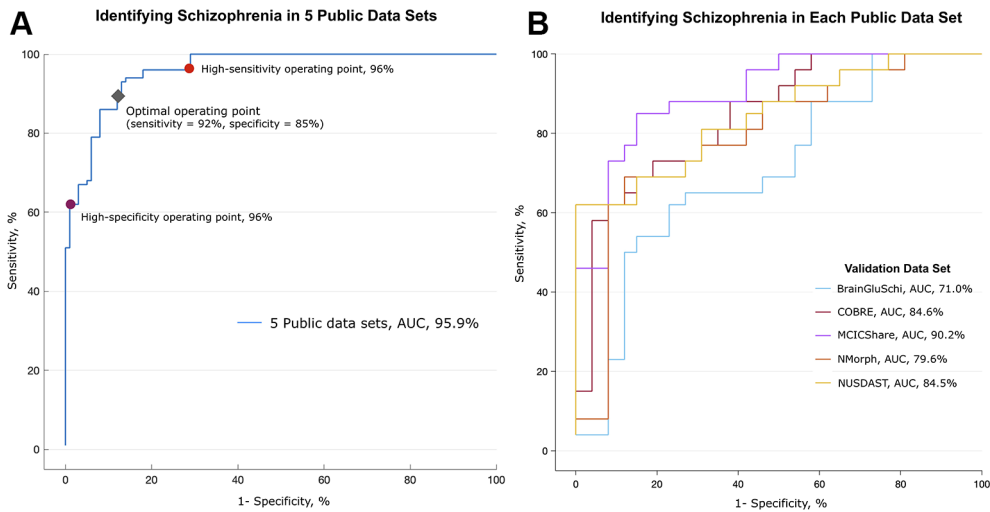 A
Identifying Schizophrenia in 5 Public Data Sets
100
80
60
40
20
0
Sensitivity, %
High-sensitivity operating point, 96%
Optimal operating point
(sensitivity = 92%, specificity = 85%)
High-specificity operating point, 96%
5 Public data sets, AUC, 95.9%
0 20 40 60 80 100
1- Specificity, %
B
Identifying Schizophrenia in Each Public Data Set
100
80
60
40
20
0
Sensitivity, %
Validation Data Set
BrainGluSchi, AUC, 71.0%
COBRE, AUC, 84.6%
MCICShare, AUC, 90.2%
NMorph, AUC, 79.6%
NUSDAST, AUC, 84.5%
0 20 40 60 80 100
1- Specificity, %